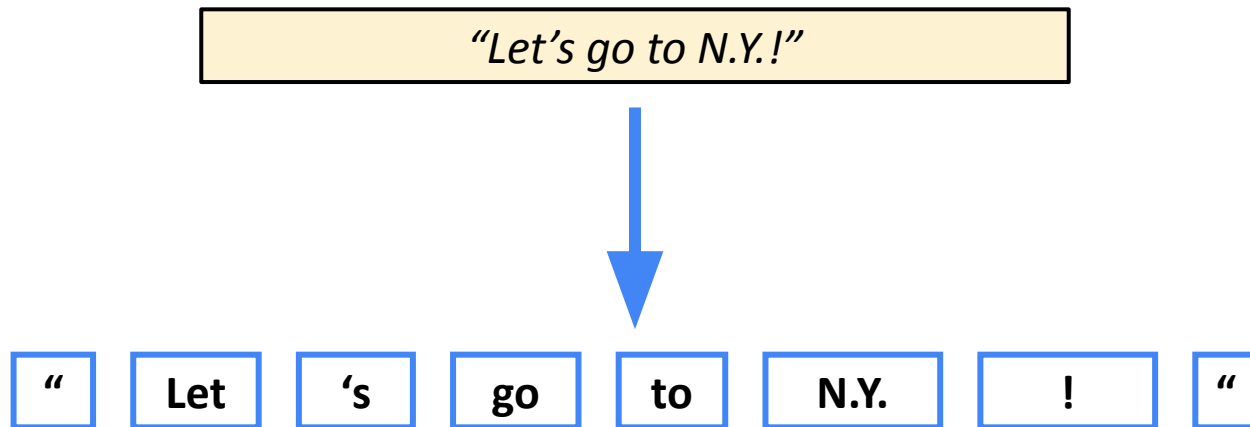 “Let’s go to N.Y.!”
“ Let ‘s go to N.Y. ! “